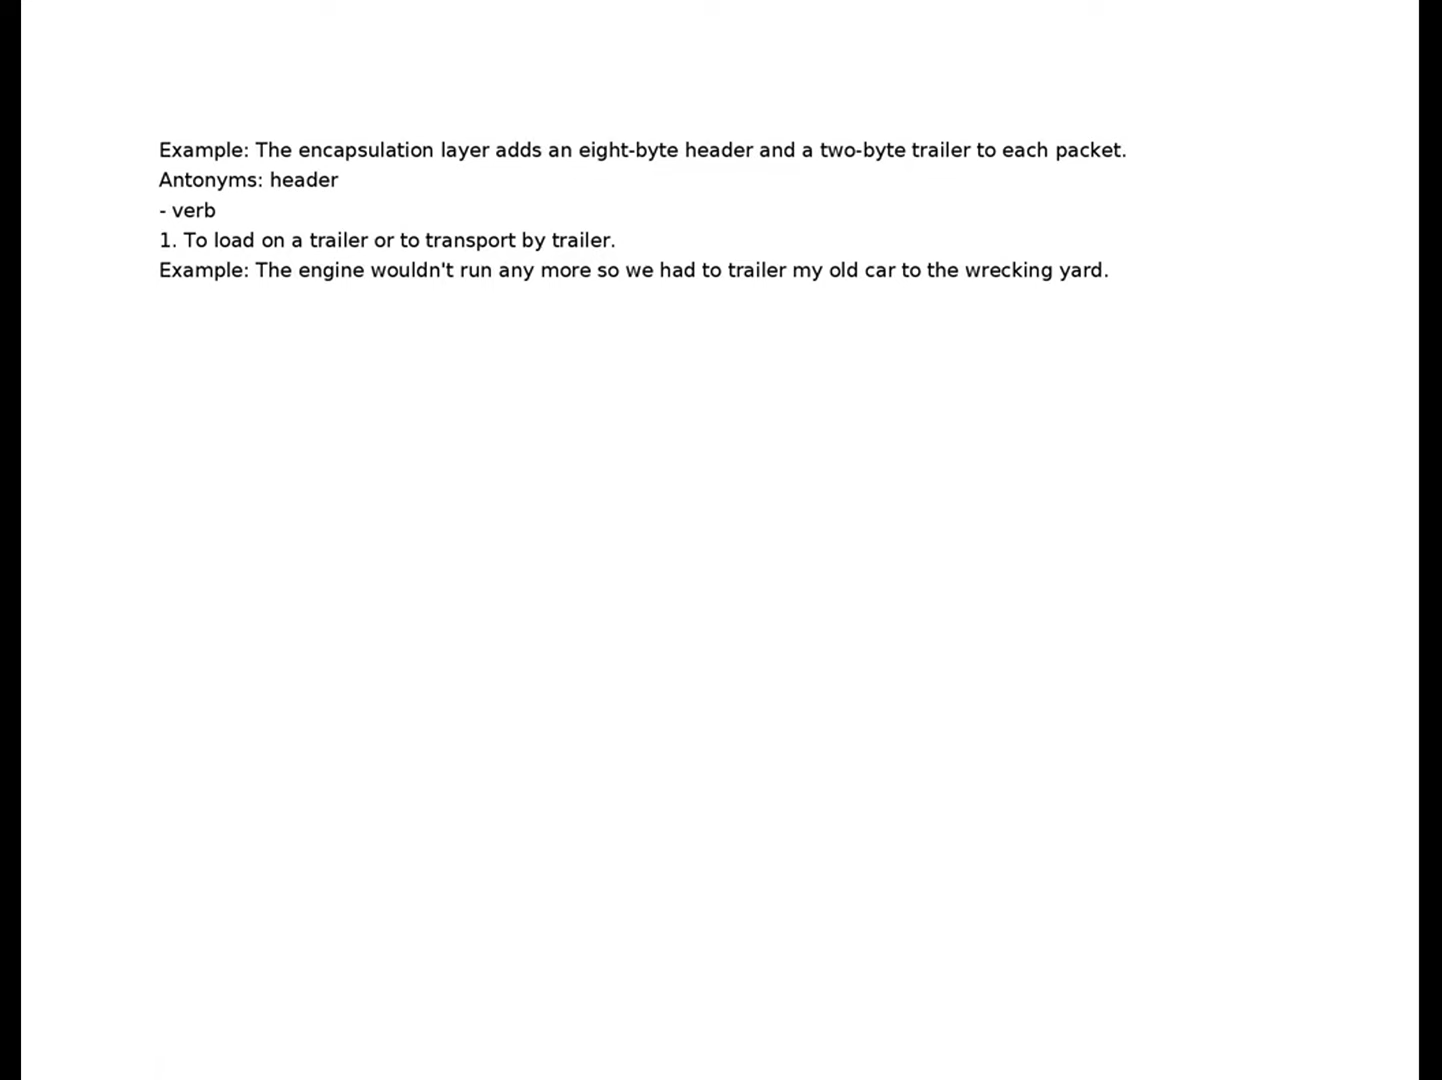 Example: The encapsulation layer adds an eight-byte header and a two-byte trailer to each packet.
Antonyms: header
- verb
1. To load on a trailer or to transport by trailer.
Example: The engine wouldn't run any more so we had to trailer my old car to the wrecking yard.